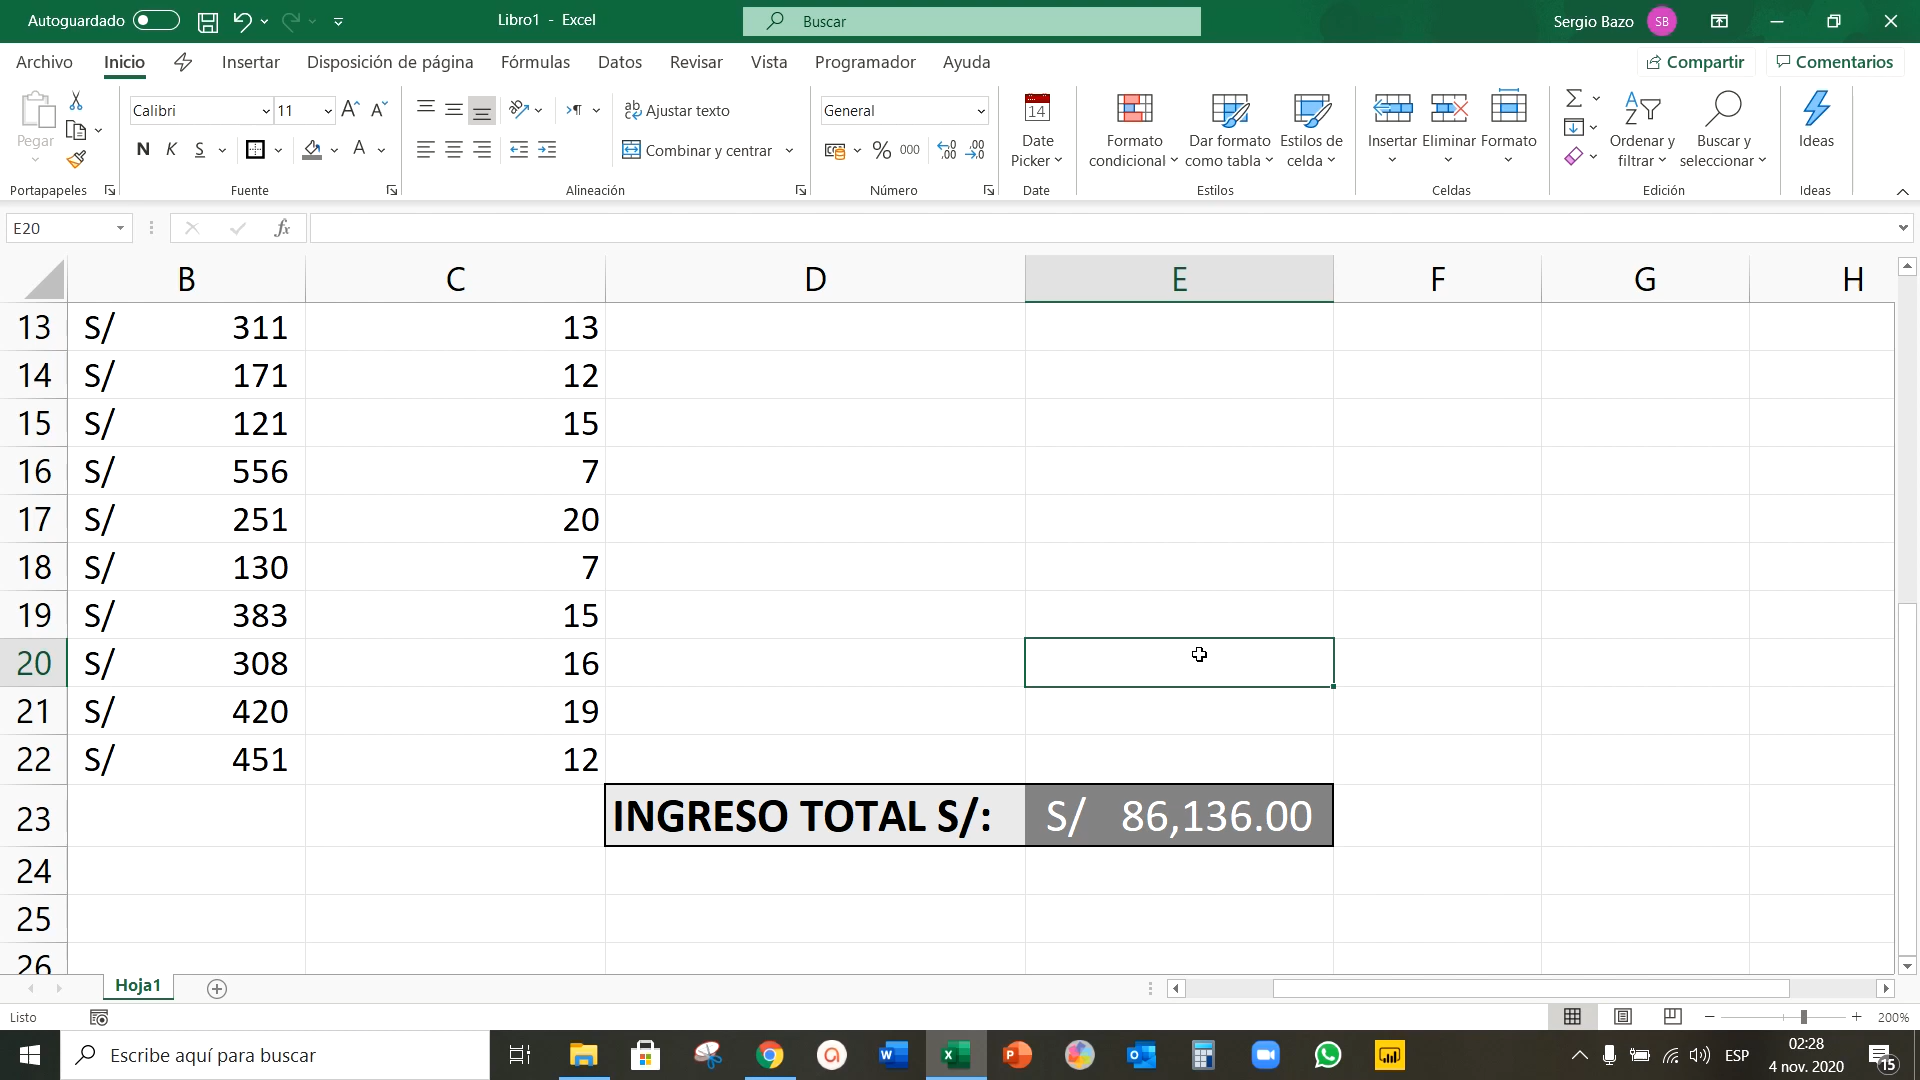 Autoguardado
Libro1 - Excel
Buscar
Sergio Bazo
SB
Archivo Inicio Insertar Disposición de página Fórmulas Datos Revisar Vista Programador Ayuda
Compartir Comentarios
Pegar
Portapapeles
Calibri 11
N K S
Fuente
Ajustar texto
Combinar y centrar
Alineación
General
% 000
Número
14
Date
Picker
Date
Formato
condicional
Dar formato
como tabla
Estilos de
celda
Estilos
Insertar Eliminar Formato
Celdas
Ordenar y
filtrar
Buscar y
seleccionar
Edición
Ideas
Ideas
E20
fx
B C D E F G H
13 S/ 311 13
14 S/ 171 12
15 S/ 121 15
16 S/ 556 7
17 S/ 251 20
18 S/ 130 7
19 S/ 383 15
20 S/ 308 16
21 S/ 420 19
22 S/ 451 12
23 INGRESO TOTAL S/: S/ 86,136.00
24
25
26
Hoja1
Listo
200%
Escribe aquí para buscar
ESP
02:28
4 nov. 2020
15